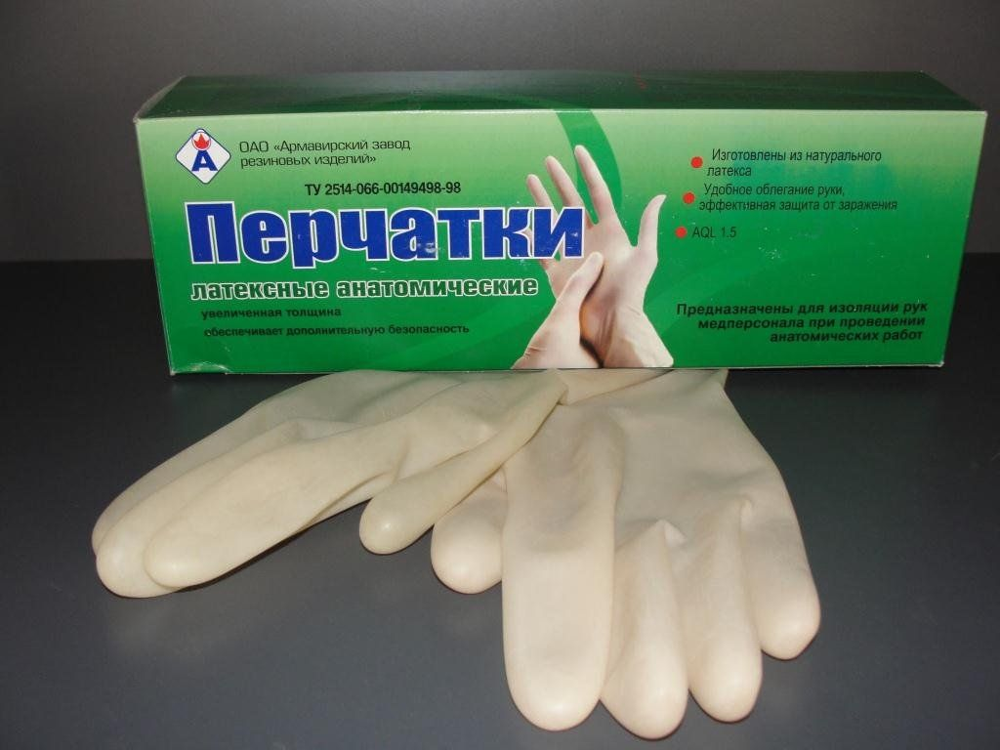 А
ОАО «Армавирский завод
резиновых изделий»
ТУ 2514-066-00149498-98
Перчатки
латексные анатомические
увеличенная толщина
обеспечивает дополнительную безопасность
Изготовлены из натурального
латекса
Удобное облегание руки,
эффективная защита от заражения
AQL 1.5
Предназначены для изоляции рук
медперсонала при проведении
анатомических работ